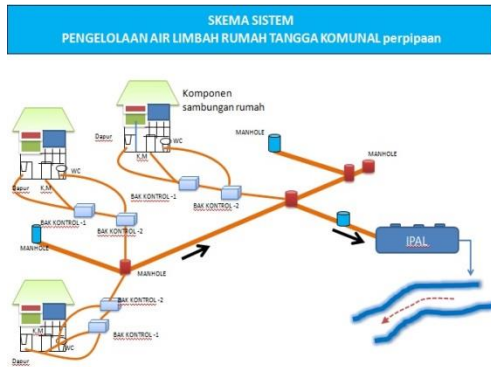 SKEMA SISTEM
PENGELOLAAN AIR LIMBAH RUMAH TANGGA KOMUNAL perpipaan
Komponen
sambungan rumah
Dapur
K.M
WC
MANHOLE
MANHOLE
WC
Dapur
K.M
BAK KONTROL -1
BAK KONTROL -2
BAK KONTROL -1
BAK KONTROL -2
MANHOLE
MANHOLE
IPAL
BAK KONTROL -2
K.M
BAK KONTROL -1
WC
Dapur